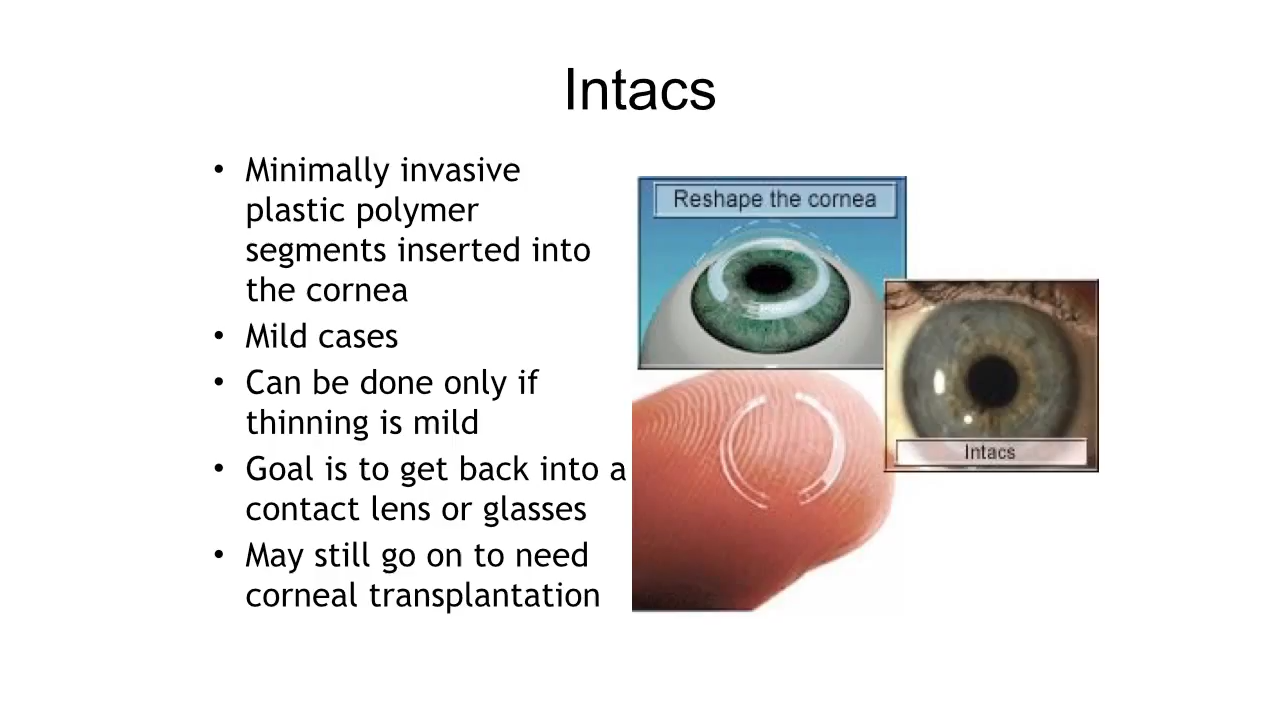 Intacs
• Minimally invasive
plastic polymer
segments inserted into
the cornea
• Mild cases
• Can be done only if
thinning is mild
• Goal is to get back into a
contact lens or glasses
• May still go on to need
corneal transplantation
Reshape the cornea
Intacs